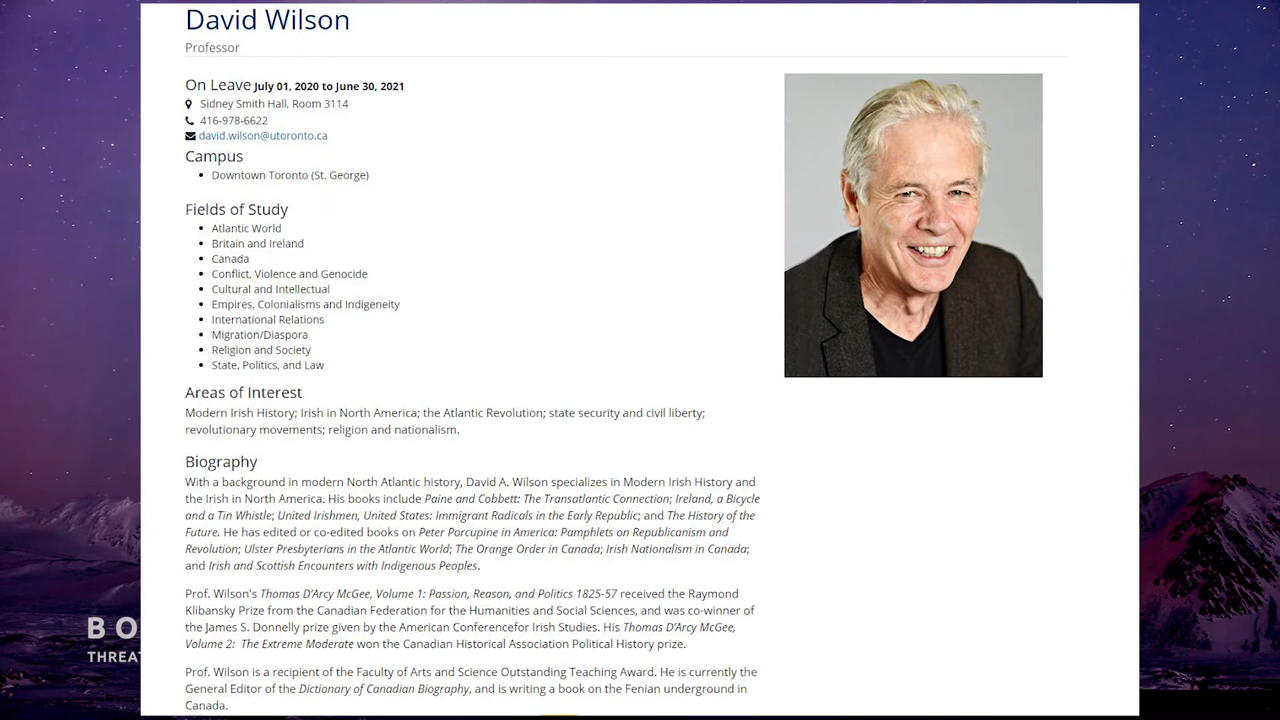 David Wilson
Professor
On Leave July 01, 2020 to June 30, 2021
Sidney Smith Hall, Room 3114
416-978-6622
david.wilson@utoronto.ca
Campus
Downtown Toronto (St. George)
Fields of Study
Atlantic World
Britain and Ireland
Canada
Conflict, Violence and Genocide
Cultural and Intellectual
Empires, Colonialisms and Indigeneity
International Relations
Migration/Diaspora
Religion and Society
State, Politics, and Law
Areas of Interest
Modern Irish History; Irish in North America; the Atlantic Revolution; state security and civil liberty;
revolutionary movements; religion and nationalism.
Biography
With a background in modern North Atlantic history, David A. Wilson specializes in Modern Irish History and
the Irish in North America. His books include Paine and Cobbett: The Transatlantic Connection; Ireland, a Bicycle
and a Tin Whistle; United Irishmen, United States: Immigrant Radicals in the Early Republic; and The History of the
Future. He has edited or co-edited books on Peter Porcupine in America: Pamphlets on Republicanism and
Revolution; Ulster Presbyterians in the Atlantic World; The Orange Order in Canada; Irish Nationalism in Canada;
and Irish and Scottish Encounters with Indigenous Peoples.
Prof. Wilson's Thomas D'Arcy McGee, Volume 1: Passion, Reason, and Politics 1825-57 received the Raymond
Klibansky Prize from the Canadian Federation for the Humanities and Social Sciences, and was co-winner of
the James S. Donnelly prize given by the American Conferencefor Irish Studies. His Thomas D'Arcy McGee,
Volume 2: The Extreme Moderate won the Canadian Historical Association Political History prize.
Prof. Wilson is a recipient of the Faculty of Arts and Science Outstanding Teaching Award. He is currently the
General Editor of the Dictionary of Canadian Biography, and is writing a book on the Fenian underground in
Canada.
BO
THREAT